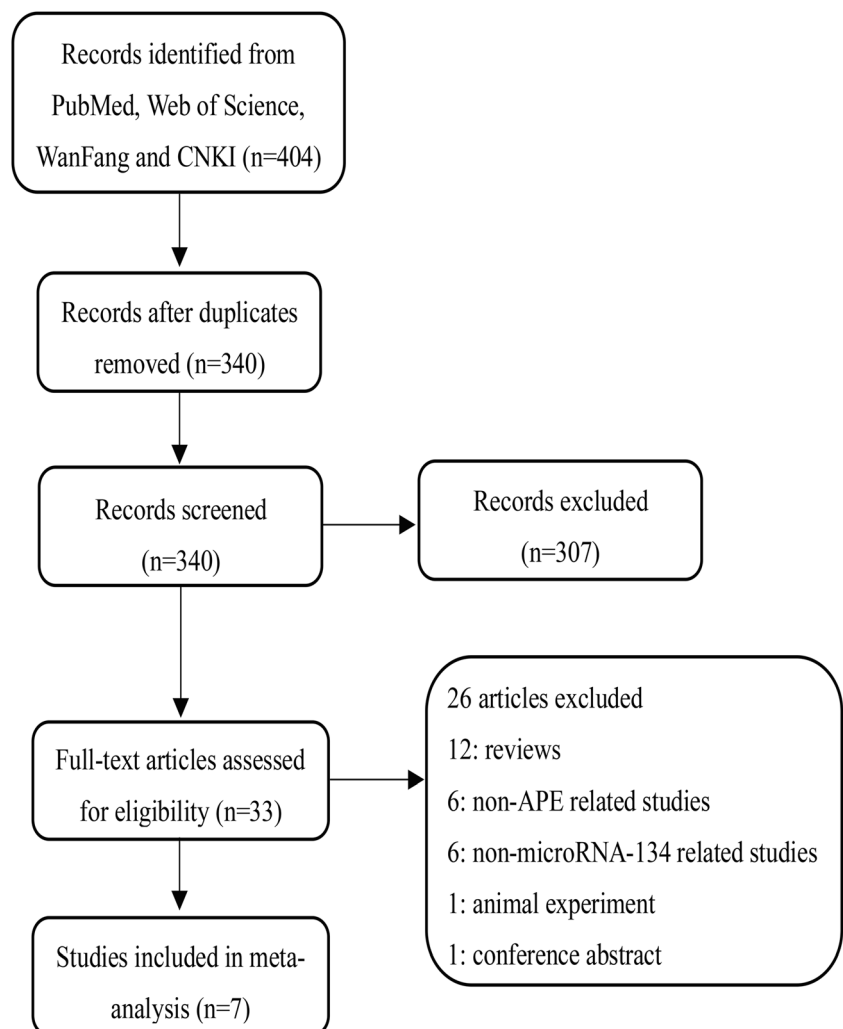 Records identified from
PubMed, Web of Science,
WanFang and CNKI (n=404)
Records after duplicates
removed (n=340)
Records screened
(n=340)
Records excluded
(n=307)
Full-text articles assessed
for eligibility (n=33)
26 articles excluded
12: reviews
6: non-APE related studies
6: non-microRNA-134 related studies
1: animal experiment
1: conference abstract
Studies included in meta-
analysis (n=7)